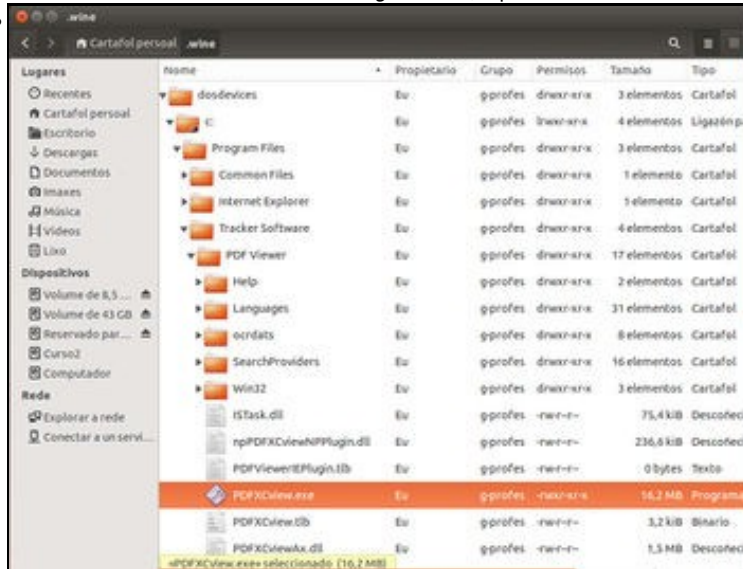 .wine
Cartafol persoal .wine
Lugares Nome Propietario Grupo Permisos Tamaño Tipo
Recentes dosdevices Eu g-profes drwxr-xr-x 3 elementos Cartafol
Cartafol persoal C: Eu g-profes lrwxr-xr-x 4 elementos Ligazón pa
Escritorio Program Files Eu g-profes drwxr-xr-x 3 elementos Cartafol
Descargas
Documentos Common Files Eu g-profes drwxr-xr-x 1 elemento Cartafol
Imaxes Internet Explorer Eu g-profes drwxr-xr-x 1 elemento Cartafol
Música
Vídeos Tracker Software Eu g-profes drwxr-xr-x 4 elementos Cartafol
Lixo PDF Viewer Eu g-profes drwxr-xr-x 17 elementos Cartafol
Dispositivos Help Eu g-profes drwxr-xr-x 2 elementos Cartafol
Volume de 8,5 ...
Volume de 43 GB Languages Eu g-profes drwxr-xr-x 31 elementos Cartafol
Reservado par... ocrdats Eu g-profes drwxr-xr-x 8 elementos Cartafol
Curso2 SearchProviders Eu g-profes drwxr-xr-x 16 elementos Cartafol
Computador
Rede Win32 Eu g-profes drwxr-xr-x 3 elementos Cartafol
Explorar a rede ISTask.dll Eu g-profes -rw-r--r-- 75,4 kiB Descoñeci
Conectar a un servi... npPDFXCviewNPPlugin.dll Eu g-profes -rw-r--r-- 236,6 kiB Descoñeci
PDFViewerIEPlugin.tlb Eu g-profes -rw-r--r-- 0 bytes Texto
PDFXCview.exe Eu g-profes -rwxr-xr-x 16,2 MB Programa
PDFXCview.tlb Eu g-profes -rw-r--r-- 3,2 kiB Binario
PDFXCviewAx.dll Eu g-profes -rw-r--r-- 1,5 MB Descoñeci
«PDFXCview.exe» seleccionado (16,2 MB)